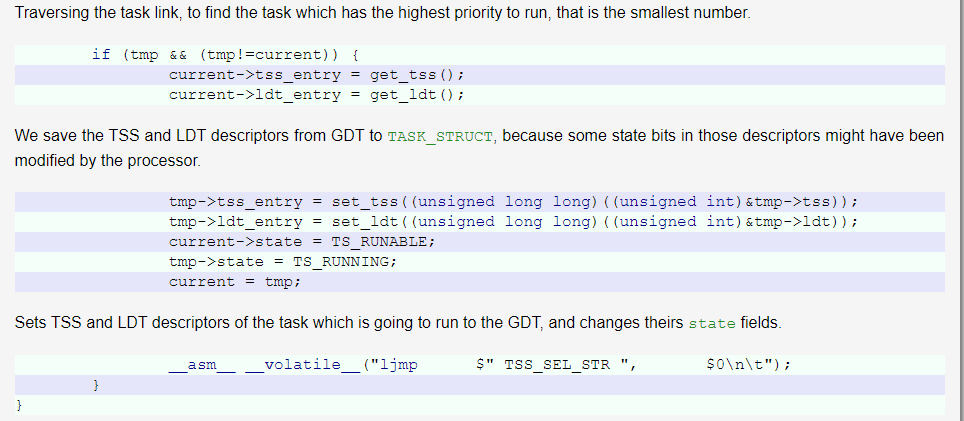 Traversing the task link, to find the task which has the highest priority to run, that is the smallest number.
if (tmp && (tmp!=current)) {
current->tss_entry = get_tss();
current->ldt_entry = get_ldt();
We save the TSS and LDT descriptors from GDT to TASK_STRUCT, because some state bits in those descriptors might have been
modified by the processor.
tmp->tss_entry = set_tss((unsigned long long)((unsigned int)&tmp->tss));
tmp->ldt_entry = set_ldt((unsigned long long)((unsigned int)&tmp->ldt));
current->state = TS_RUNABLE;
tmp->state = TS_RUNNING;
current = tmp;
Sets TSS and LDT descriptors of the task which is going to run to the GDT, and changes theirs state fields.
__asm__ __volatile__("ljmp $" TSS_SEL_STR ", $0\n\t");
}
}